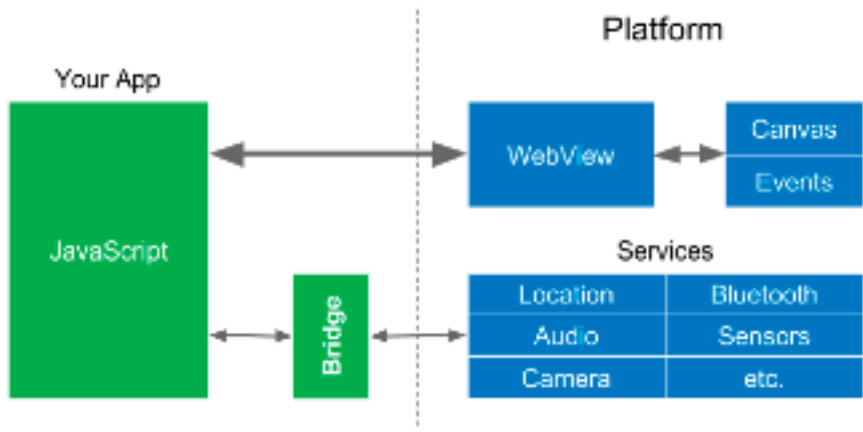 Platform
Your App
JavaScript
WebView
Canvas
Events
Bridge
Services
Location
Bluetooth
Audio
Sensors
Camera
etc.